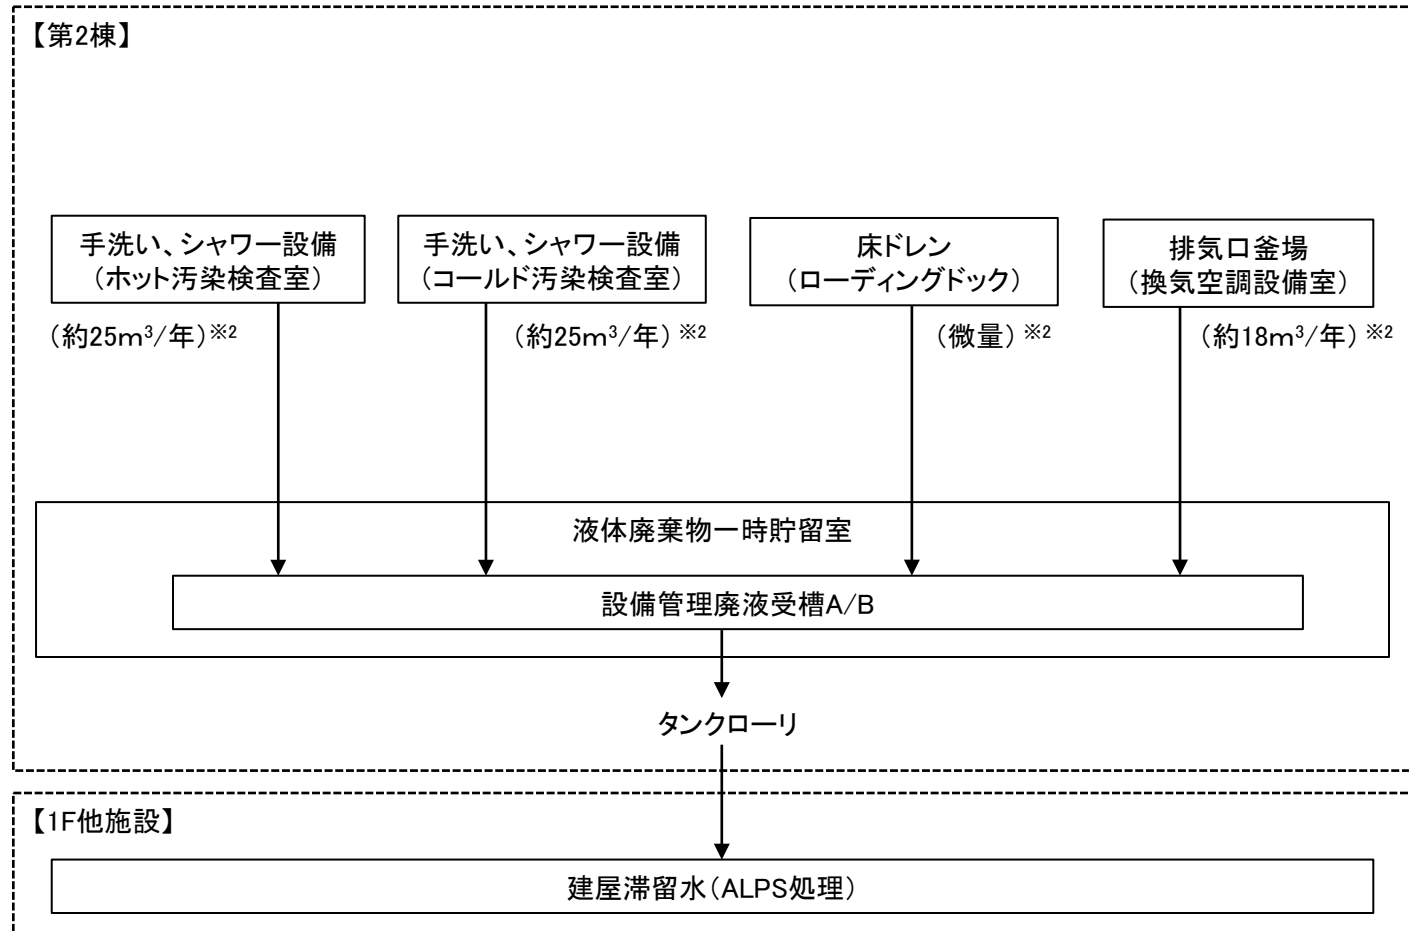 【第2棟】
手洗い、シャワー設備
（ホット汚染検査室）
手洗い、シャワー設備
（コールド汚染検査室）
床ドレン
（ローディングドック）
排気口釜場
（換気空調設備室）
（約25m³/年）※2
（約25m³/年）※2
（微量）※2
（約18m³/年）※2
液体廃棄物一時貯留室
設備管理廃液受槽A/B
タンクローリ
【1F他施設】
建屋滞留水（ALPS処理）